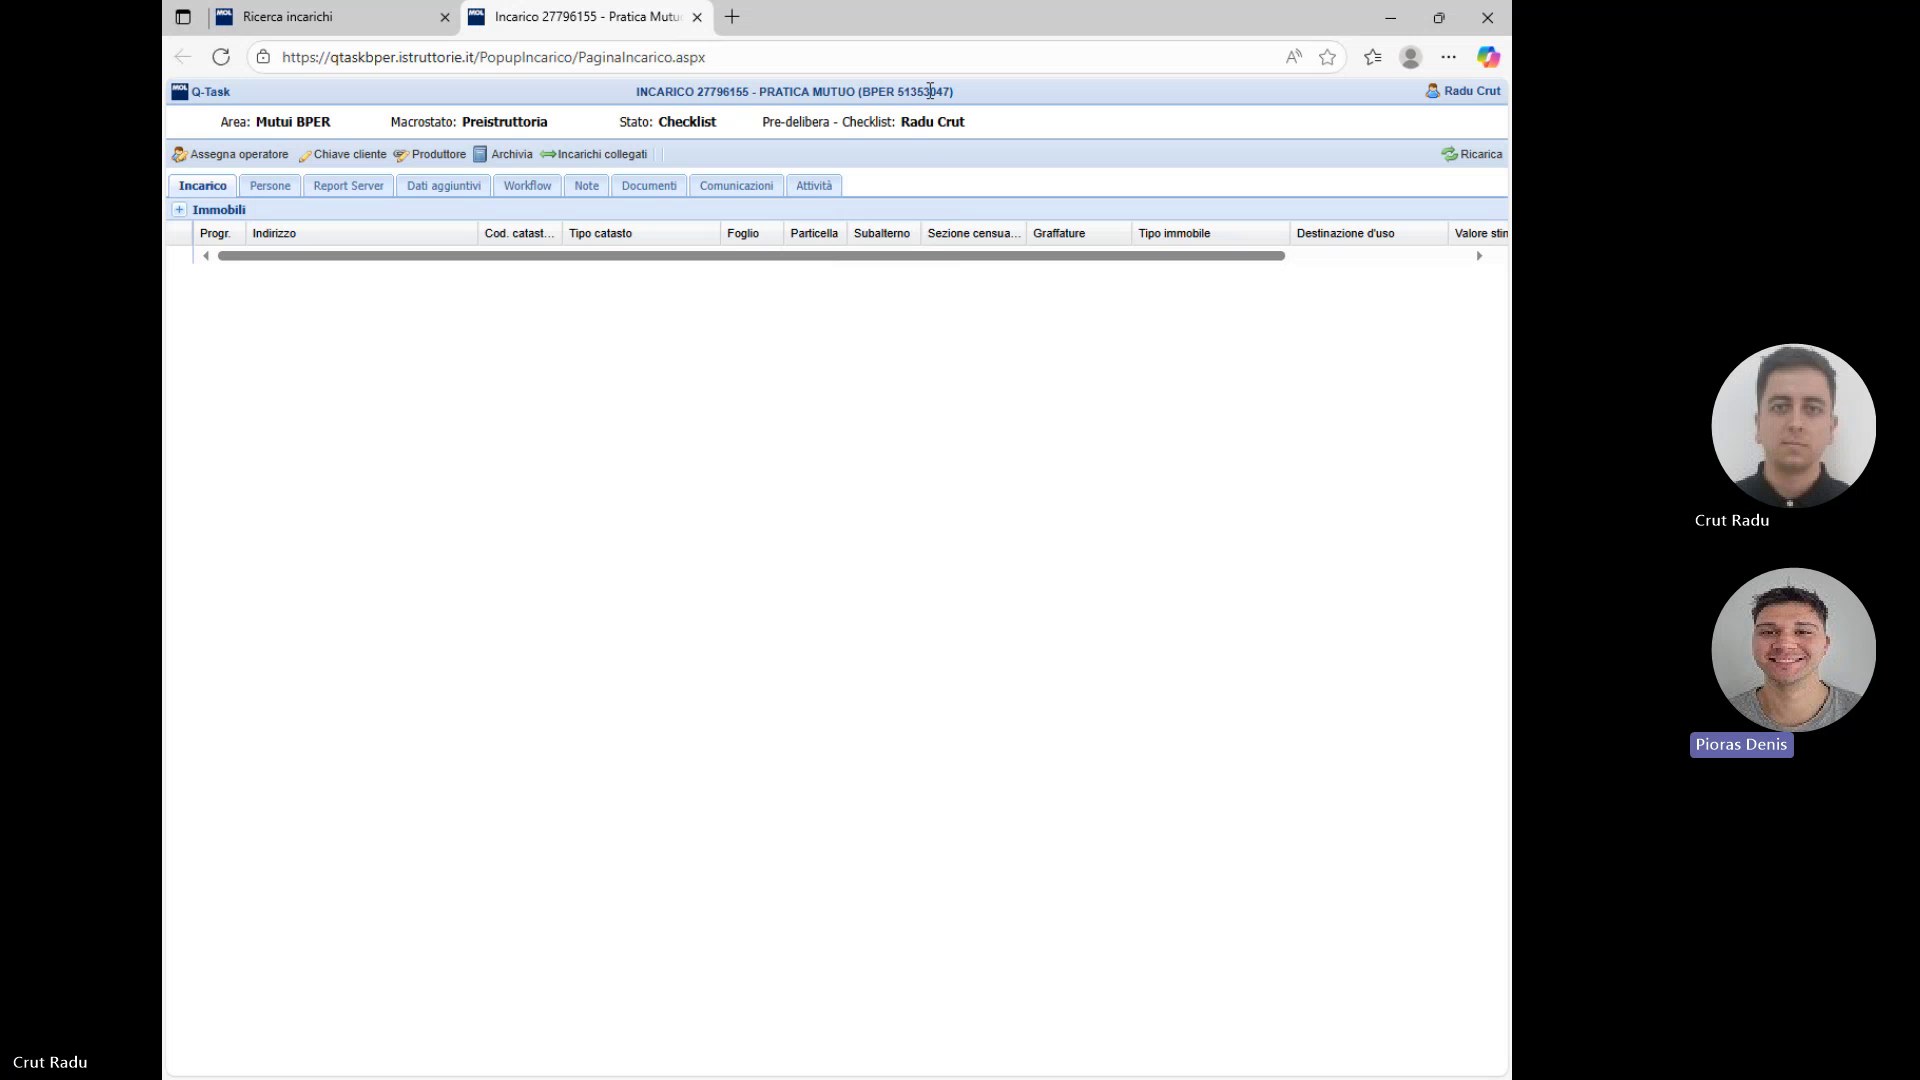 Ricerca incarichi
Incarico 27796155 - Pratica Mutu
https://qtaskbper.istruttorie.it/PopupIncarico/PaginaIncarico.aspx
MOL Q-Task
INCARICO 27796155 - PRATICA MUTUO (BPER 51353047)
Radu Crut
Area: Mutui BPER Macrostato: Preistruttoria Stato: Checklist Pre-delibera - Checklist: Radu Crut
Assegna operatore Chiave cliente Produttore Archivia Incarichi collegati Ricarica
Incarico Persone Report Server Dati aggiuntivi Workflow Note Documenti Comunicazioni Attività
Immobili
Progr. Indirizzo Cod. catast... Tipo catasto Foglio Particella Subalterno Sezione censua... Graffature Tipo immobile Destinazione d'uso Valore stin
Crut Radu
Pioras Denis
Crut Radu